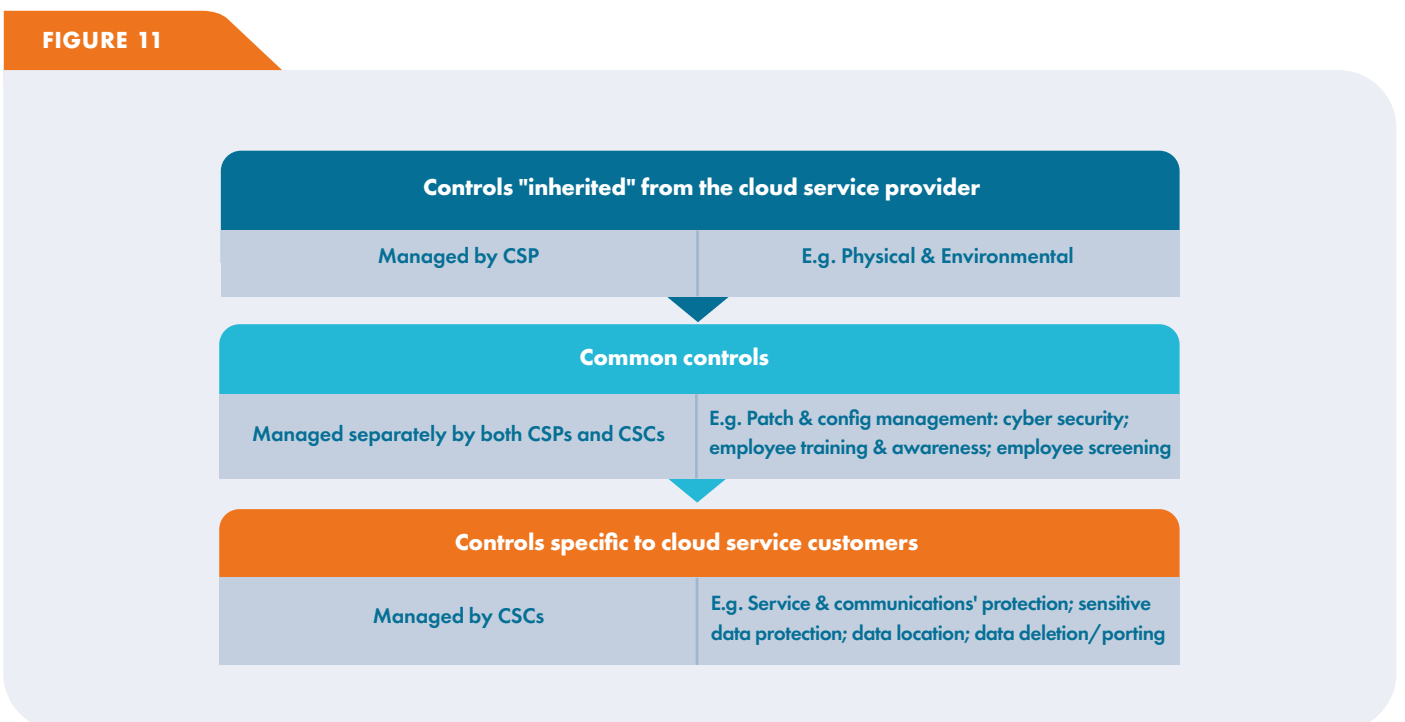 FIGURE 11
Controls "inherited" from the cloud service provider
Managed by CSP
E.g. Physical & Environmental
Common controls
Managed separately by both CSPs and CSCs
E.g. Patch & config management: cyber security;
employee training & awareness; employee screening
Controls specific to cloud service customers
Managed by CSCs
E.g. Service & communications' protection; sensitive
data protection; data location; data deletion/porting